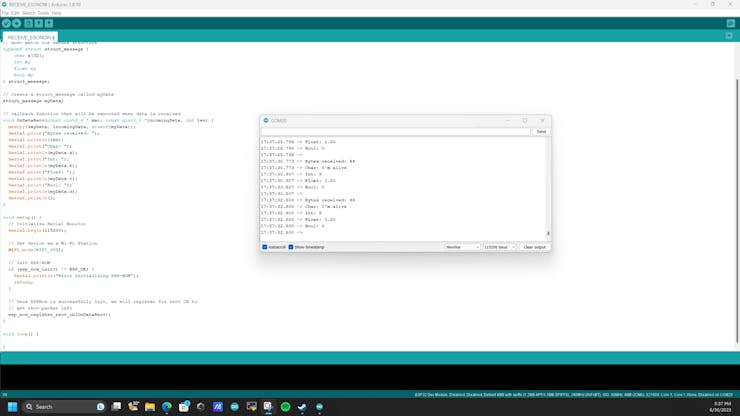 RECEIVE_ESPNOW | Arduino 1.8.19
File Edit Sketch Tools Help
RECEIVE_ESPNOW §
// Must match the sender structure
typedef struct struct_message {
char a[32];
int b;
float c;
bool d;
} struct_message;
// Create a struct_message called myData
struct_message myData;
// callback function that will be executed when data is received
void OnDataRecv(const uint8_t * mac, const uint8_t *incomingData, int len) {
memcpy(&myData, incomingData, sizeof(myData));
Serial.print("Bytes received: ");
Serial.println(len);
Serial.print("Char: ");
Serial.println(myData.a);
Serial.print("Int: ");
Serial.println(myData.b);
Serial.print("Float: ");
Serial.println(myData.c);
Serial.print("Bool: ");
Serial.println(myData.d);
Serial.println();
}
void setup() {
// Initialize Serial Monitor
Serial.begin(115200);
// Set device as a Wi-Fi Station
WiFi.mode(WIFI_STA);
// Init ESP-NOW
if (esp_now_init() != ESP_OK) {
Serial.println("Error initializing ESP-NOW");
return;
}
// Once ESPNow is successfully Init, we will register for recv CB to
// get recv packer info
esp_now_register_recv_cb(OnDataRecv);
}
void loop() {
}
COM20
Send
17:37:28.796 -> Float: 1.20
17:37:28.796 -> Bool: 0
17:37:28.796 ->
17:37:30.773 -> Bytes received: 44
17:37:30.773 -> Char: I'm alive
17:37:30.807 -> Int: 8
17:37:30.807 -> Float: 1.20
17:37:30.807 -> Bool: 0
17:37:30.807 ->
17:37:32.800 -> Bytes received: 44
17:37:32.800 -> Char: I'm alive
17:37:32.800 -> Int: 8
17:37:32.800 -> Float: 1.20
17:37:32.800 -> Bool: 0
17:37:32.800 ->
Autoscroll Show timestamp Newline 115200 baud Clear output
Search
5:37 PM
6/30/2025